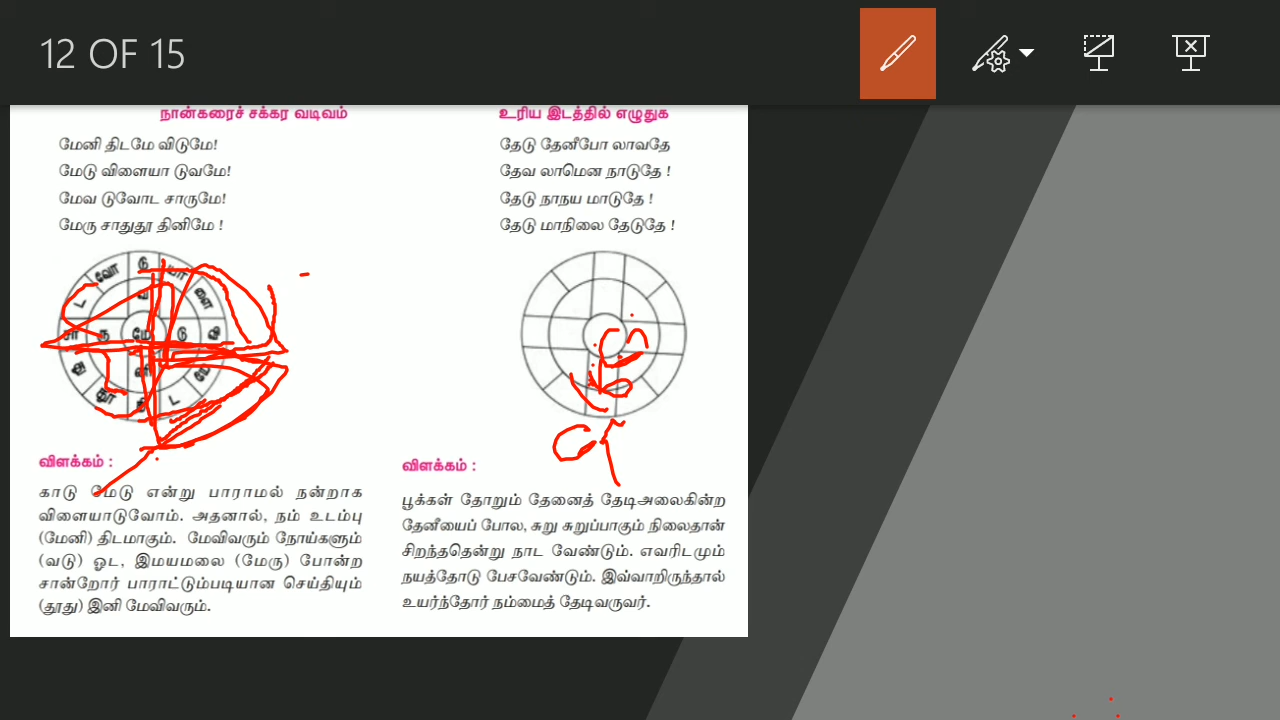 12 OF 15
நான்கரைச் சக்கர வடிவம்
மேனி திடமே விடுமே!
மேடு விளையா டுவமே!
மேவ டுவோட சாருமே!
மேரு சாதுதூ தினிமே !
வோ டு யா
ட ளை
சா ரு மே டு வி
து னி மே
தூ தி ட
விளக்கம் :
காடு மேடு என்று பாராமல் நன்றாக
விளையாடுவோம். அதனால், நம் உடம்பு
(மேனி) திடமாகும். மேவிவரும் நோய்களும்
(வடு) ஓட, இமயமலை (மேரு) போன்ற
சான்றோர் பாராட்டும்படியான செய்தியும்
(தூது) இனி மேவிவரும்.
உரிய இடத்தில் எழுதுக
தேடு தேனீபோ லாவதே
தேவ லாமென நாடுதே !
தேடு நாநய மாடுதே !
தேடு மாநிலை தேடுதே !
விளக்கம் :
பூக்கள் தோறும் தேனைத் தேடிஅலைகின்ற
தேனீயைப் போல, சுறு சுறுப்பாகும் நிலைதான்
சிறந்ததென்று நாட வேண்டும். எவரிடமும்
நயத்தோடு பேசவேண்டும். இவ்வாறிருந்தால்
உயர்ந்தோர் நம்மைத் தேடிவருவர்.